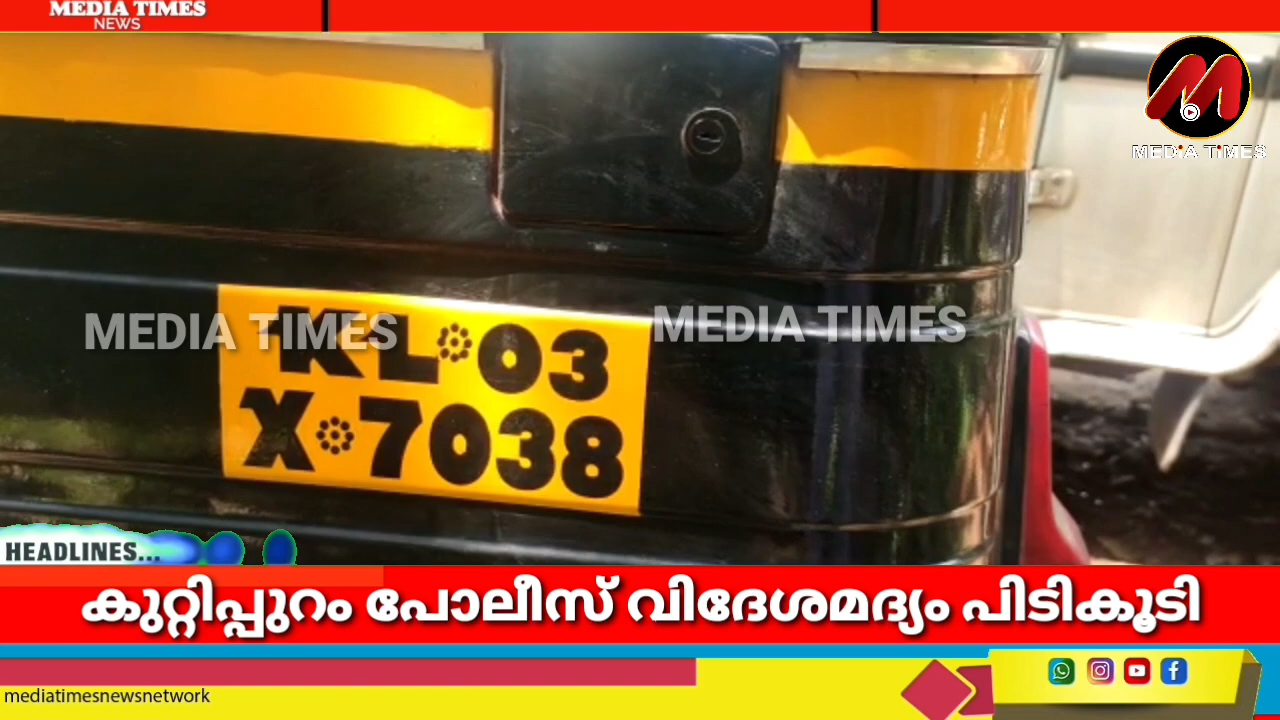 MEDIA TIMES
NEWS
MEDIA TIMES
MEDIA TIMES
MEDIA TIMES
KL 03
X 7038
HEADLINES...
കുറ്റിപ്പുറം പോലീസ് വിദേശമദ്യം പിടികൂടി
mediatimesnewsnetwork